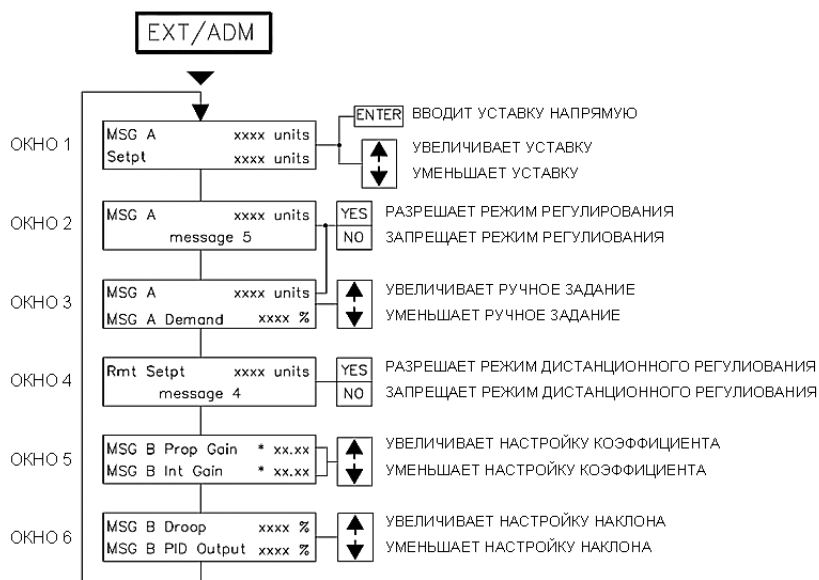 EXT/ADM
ОКНО 1
MSG A xxxx units
Setpt xxxx units
ENTER ВВОДИТ УСТАВКУ НАПРЯМУЮ
УВЕЛИЧИВАЕТ УСТАВКУ
УМЕНЬШАЕТ УСТАВКУ
ОКНО 2
MSG A xxxx units
message 5
YES РАЗРЕШАЕТ РЕЖИМ РЕГУЛИРОВАНИЯ
NO ЗАПРЕЩАЕТ РЕЖИМ РЕГУЛИОВАНИЯ
ОКНО 3
MSG A xxxx units
MSG A Demand xxxx %
УВЕЛИЧИВАЕТ РУЧНОЕ ЗАДАНИЕ
УМЕНЬШАЕТ РУЧНОЕ ЗАДАНИЕ
ОКНО 4
Rmt Setpt xxxx units
message 4
YES РАЗРЕШАЕТ РЕЖИМ ДИСТАНЦИОННОГО РЕГУЛИОВАНИЯ
NO ЗАПРЕЩАЕТ РЕЖИМ ДИСТАНЦИОННОГО РЕГУЛИОВАНИЯ
ОКНО 5
MSG B Prop Gain * xx.xx
MSG B Int Gain * xx.xx
УВЕЛИЧИВАЕТ НАСТРОЙКУ КОЭФФИЦИЕНТА
УМЕНЬШАЕТ НАСТРОЙКУ КОЭФФИЦИЕНТА
ОКНО 6
MSG B Droop xxxx %
MSG B PID Output xxxx %
УВЕЛИЧИВАЕТ НАСТРОЙКУ НАКЛОНА
УМЕНЬШАЕТ НАСТРОЙКУ НАКЛОНА